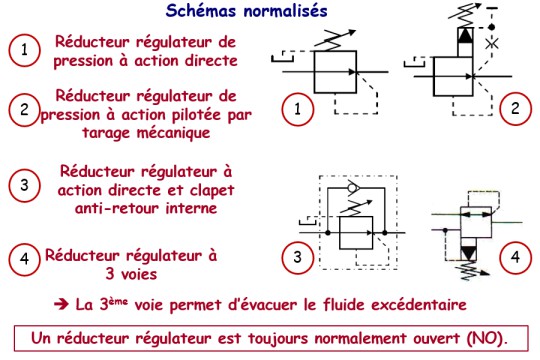 Schémas normalisés
1
Réducteur régulateur de
pression à action directe
2
Réducteur régulateur de
pression à action pilotée par
tarage mécanique
1
2
3
Réducteur régulateur à
action directe et clapet
anti-retour interne
4
Réducteur régulateur à
3 voies
3
4
➔ La 3ème voie permet d'évacuer le fluide excédentaire
Un réducteur régulateur est toujours normalement ouvert (NO).